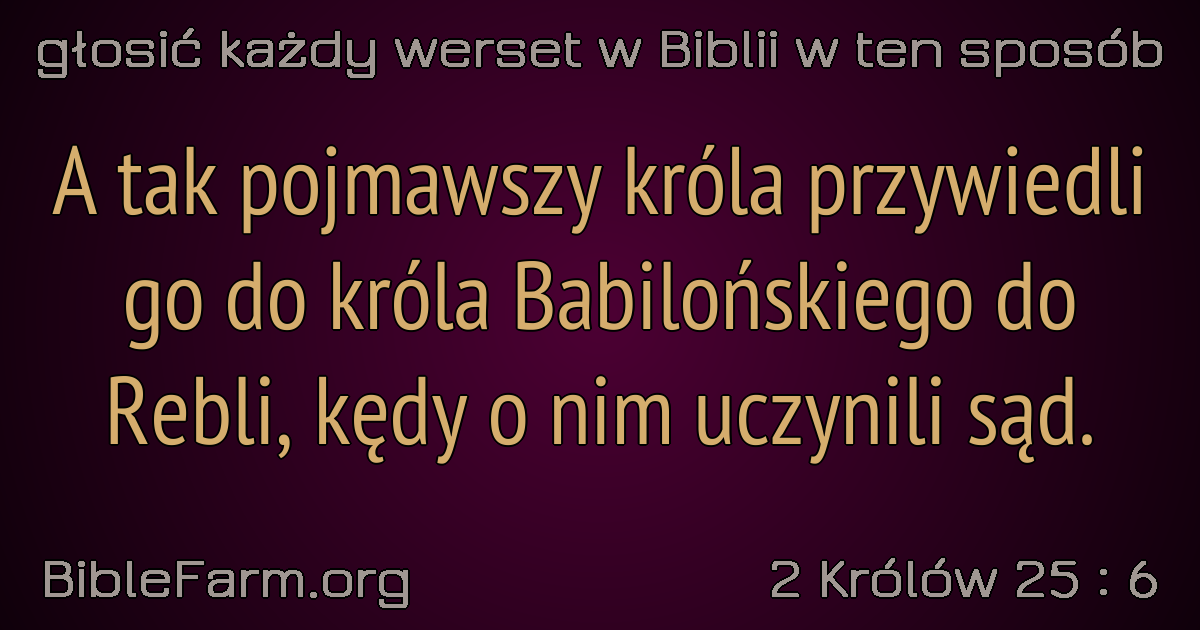 głosić każdy werset w Biblii w ten sposób
A tak pojmawszy króla przywiedli
go do króla Babilońskiego do
Rebli, kędy o nim uczynili sąd.
BibleFarm.org
2 Królów 25 : 6